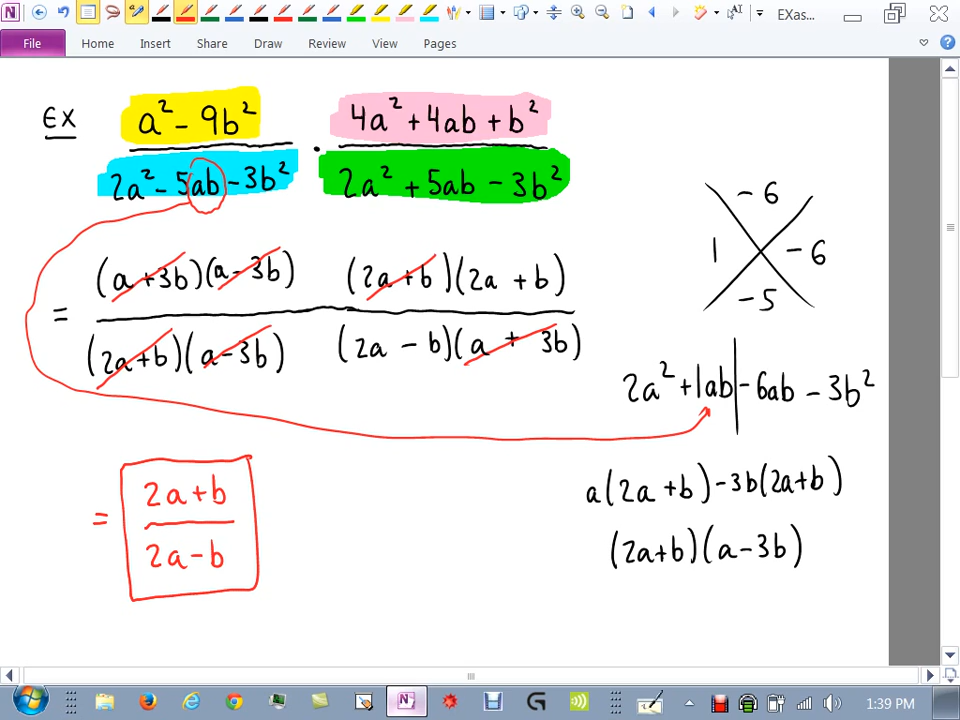 EXas...
File Home Insert Share Draw Review View Pages
EX a² - 9b² / 2a² - 5ab - 3b² · 4a² + 4ab + b² / 2a² + 5ab - 3b²
-6
1 -6
-5
= (a + 3b)(a - 3b) (2a + b)(2a + b) / (2a + b)(a - 3b) (2a - b)(a + 3b)
2a² + 1ab | - 6ab - 3b²
a(2a + b) - 3b(2a + b)
(2a + b)(a - 3b)
= 2a + b / 2a - b
1:39 PM